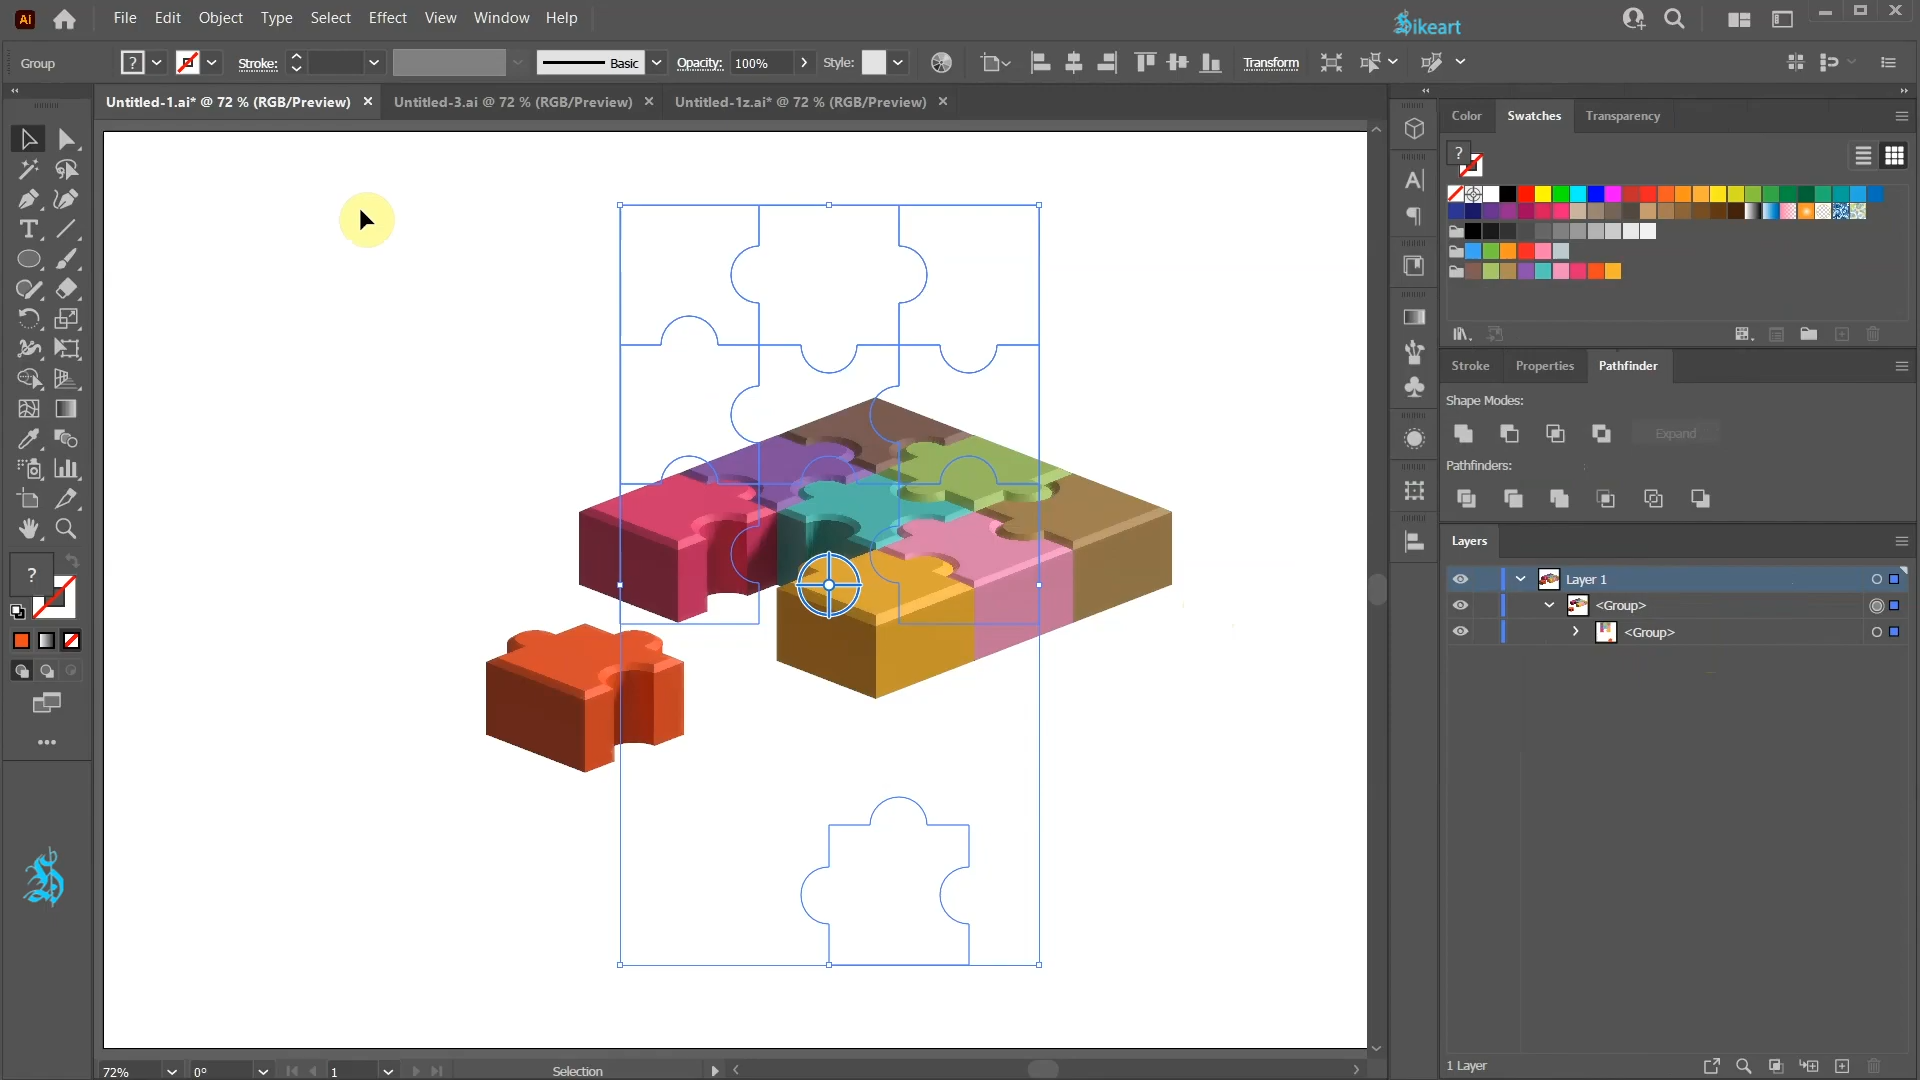 Ai File Edit Object Type Select Effect View Window Help
Sikeart
Group ? Stroke: Basic Opacity: 100% Style: Transform
Untitled-1.ai* @ 72 % (RGB/Preview) Untitled-3.ai @ 72 % (RGB/Preview) Untitled-1z.ai* @ 72 % (RGB/Preview)
Color Swatches Transparency
?
Stroke Properties Pathfinder
Shape Modes:
Expand
Pathfinders:
Layers
?
Layer 1
<Group>
<Group>
72% 0° 1 Selection
1 Layer